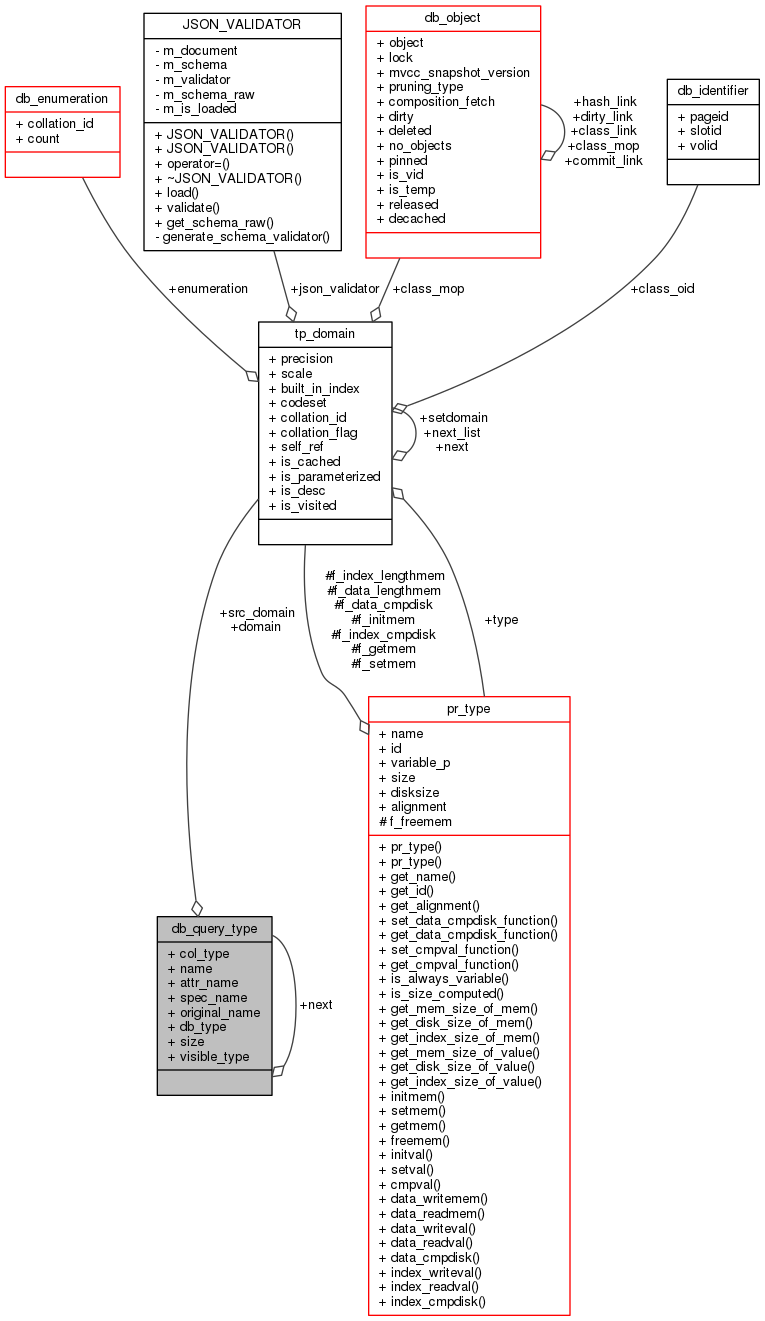 JSON_VALIDATOR
- m_document
- m_schema
- m_validator
- m_schema_raw
- m_is_loaded
+ JSON_VALIDATOR()
+ JSON_VALIDATOR()
+ operator=()
+ ~JSON_VALIDATOR()
+ load()
+ validate()
+ get_schema_raw()
- generate_schema_validator()
db_object
+ object
+ lock
+ mvcc_snapshot_version
+ pruning_type
+ composition_fetch
+ dirty
+ deleted
+ no_objects
+ pinned
+ is_vid
+ is_temp
+ released
+ decached
+hash_link
+dirty_link
+class_link
+class_mop
+commit_link
db_enumeration
+ collation_id
+ count
db_identifier
+ pageid
+ slotid
+ volid
+enumeration
+json_validator
+class_mop
+class_oid
tp_domain
+ precision
+ scale
+ built_in_index
+ codeset
+ collation_id
+ collation_flag
+ self_ref
+ is_cached
+ is_parameterized
+ is_desc
+ is_visited
+setdomain
+next_list
+next
+src_domain
+domain
#f_index_lengthmem
#f_data_lengthmem
#f_data_cmpdisk
#f_initmem
#f_index_cmpdisk
#f_getmem
#f_setmem
+type
pr_type
+ name
+ id
+ variable_p
+ size
+ disksize
+ alignment
# f_freemem
+ pr_type()
+ pr_type()
+ get_name()
+ get_id()
+ get_alignment()
+ set_data_cmpdisk_function()
+ get_data_cmpdisk_function()
+ set_cmpval_function()
+ get_cmpval_function()
+ is_always_variable()
+ is_size_computed()
+ get_mem_size_of_mem()
+ get_disk_size_of_mem()
+ get_index_size_of_mem()
+ get_mem_size_of_value()
+ get_disk_size_of_value()
+ get_index_size_of_value()
+ initmem()
+ setmem()
+ getmem()
+ freemem()
+ initval()
+ setval()
+ cmpval()
+ data_writemem()
+ data_readmem()
+ data_writeval()
+ data_readval()
+ data_cmpdisk()
+ index_writeval()
+ index_readval()
+ index_cmpdisk()
db_query_type
+ col_type
+ name
+ attr_name
+ spec_name
+ original_name
+ db_type
+ size
+ visible_type
+next